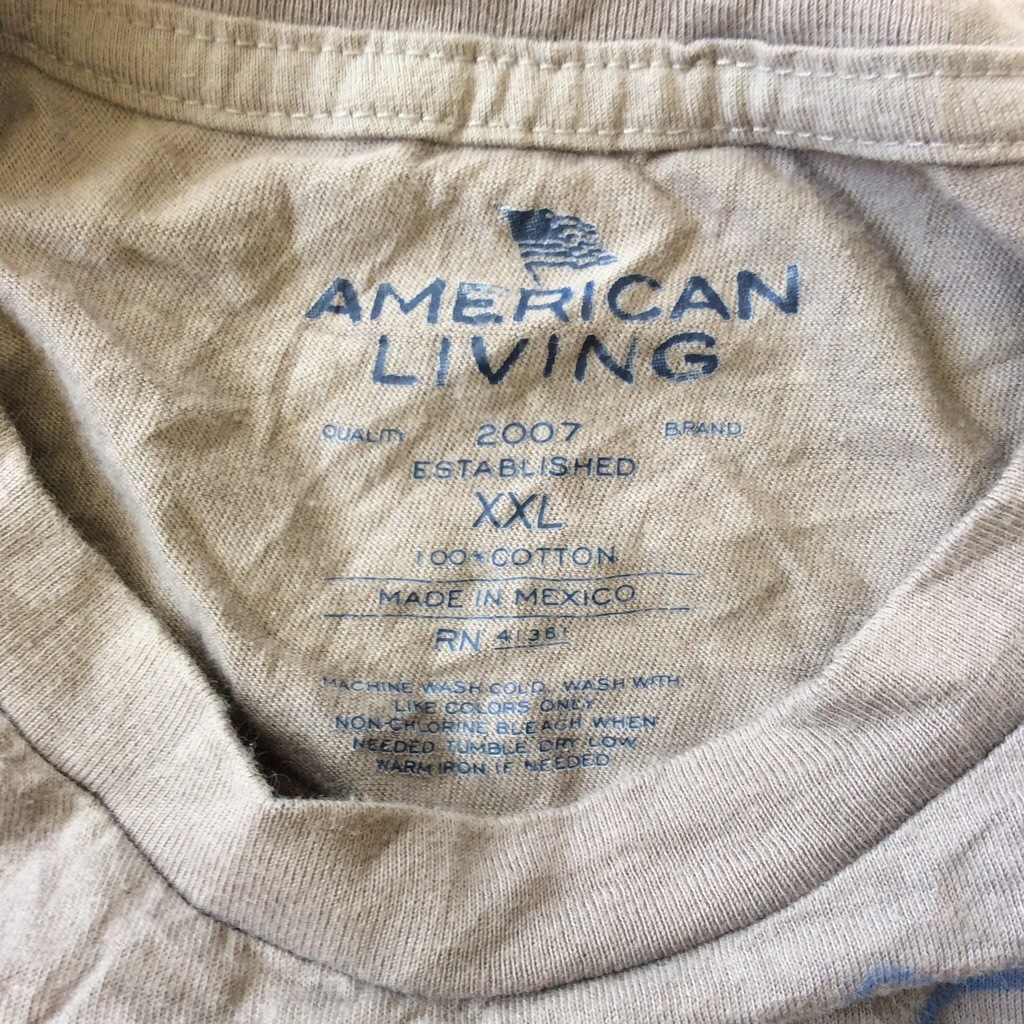 AMERICAN
LIVING
QUALITY 2007 BRAND
ESTABLISHED
XXL
100% COTTON
MADE IN MEXICO
RN 41381
MACHINE WASH COLD. WASH WITH
LIKE COLORS ONLY
NON-CHLORINE BLEACH WHEN
NEEDED TUMBLE DRY LOW
WARM IRON IF NEEDED